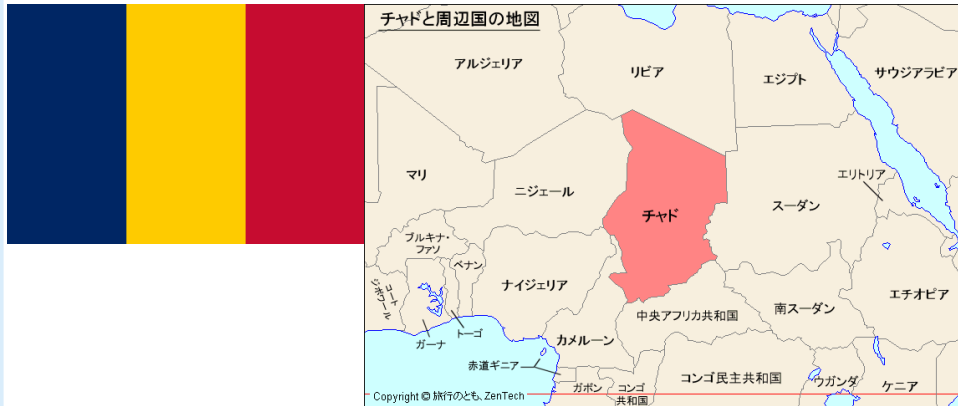 チャドと周辺国の地図
アルジェリア
リビア
エジプト
サウジアラビア
マリ
ニジェール
チャド
スーダン
エリトリア
ブルキナ・
ファソ
ベナン
ナイジェリア
コート
ジボワール
ガーナ
トーゴ
カメルーン
中央アフリカ共和国
南スーダン
エチオピア
赤道ギニア
ガボン
コンゴ
共和国
コンゴ民主共和国
ウガンダ
ケニア
Copyright © 旅行のとも、ZenTech